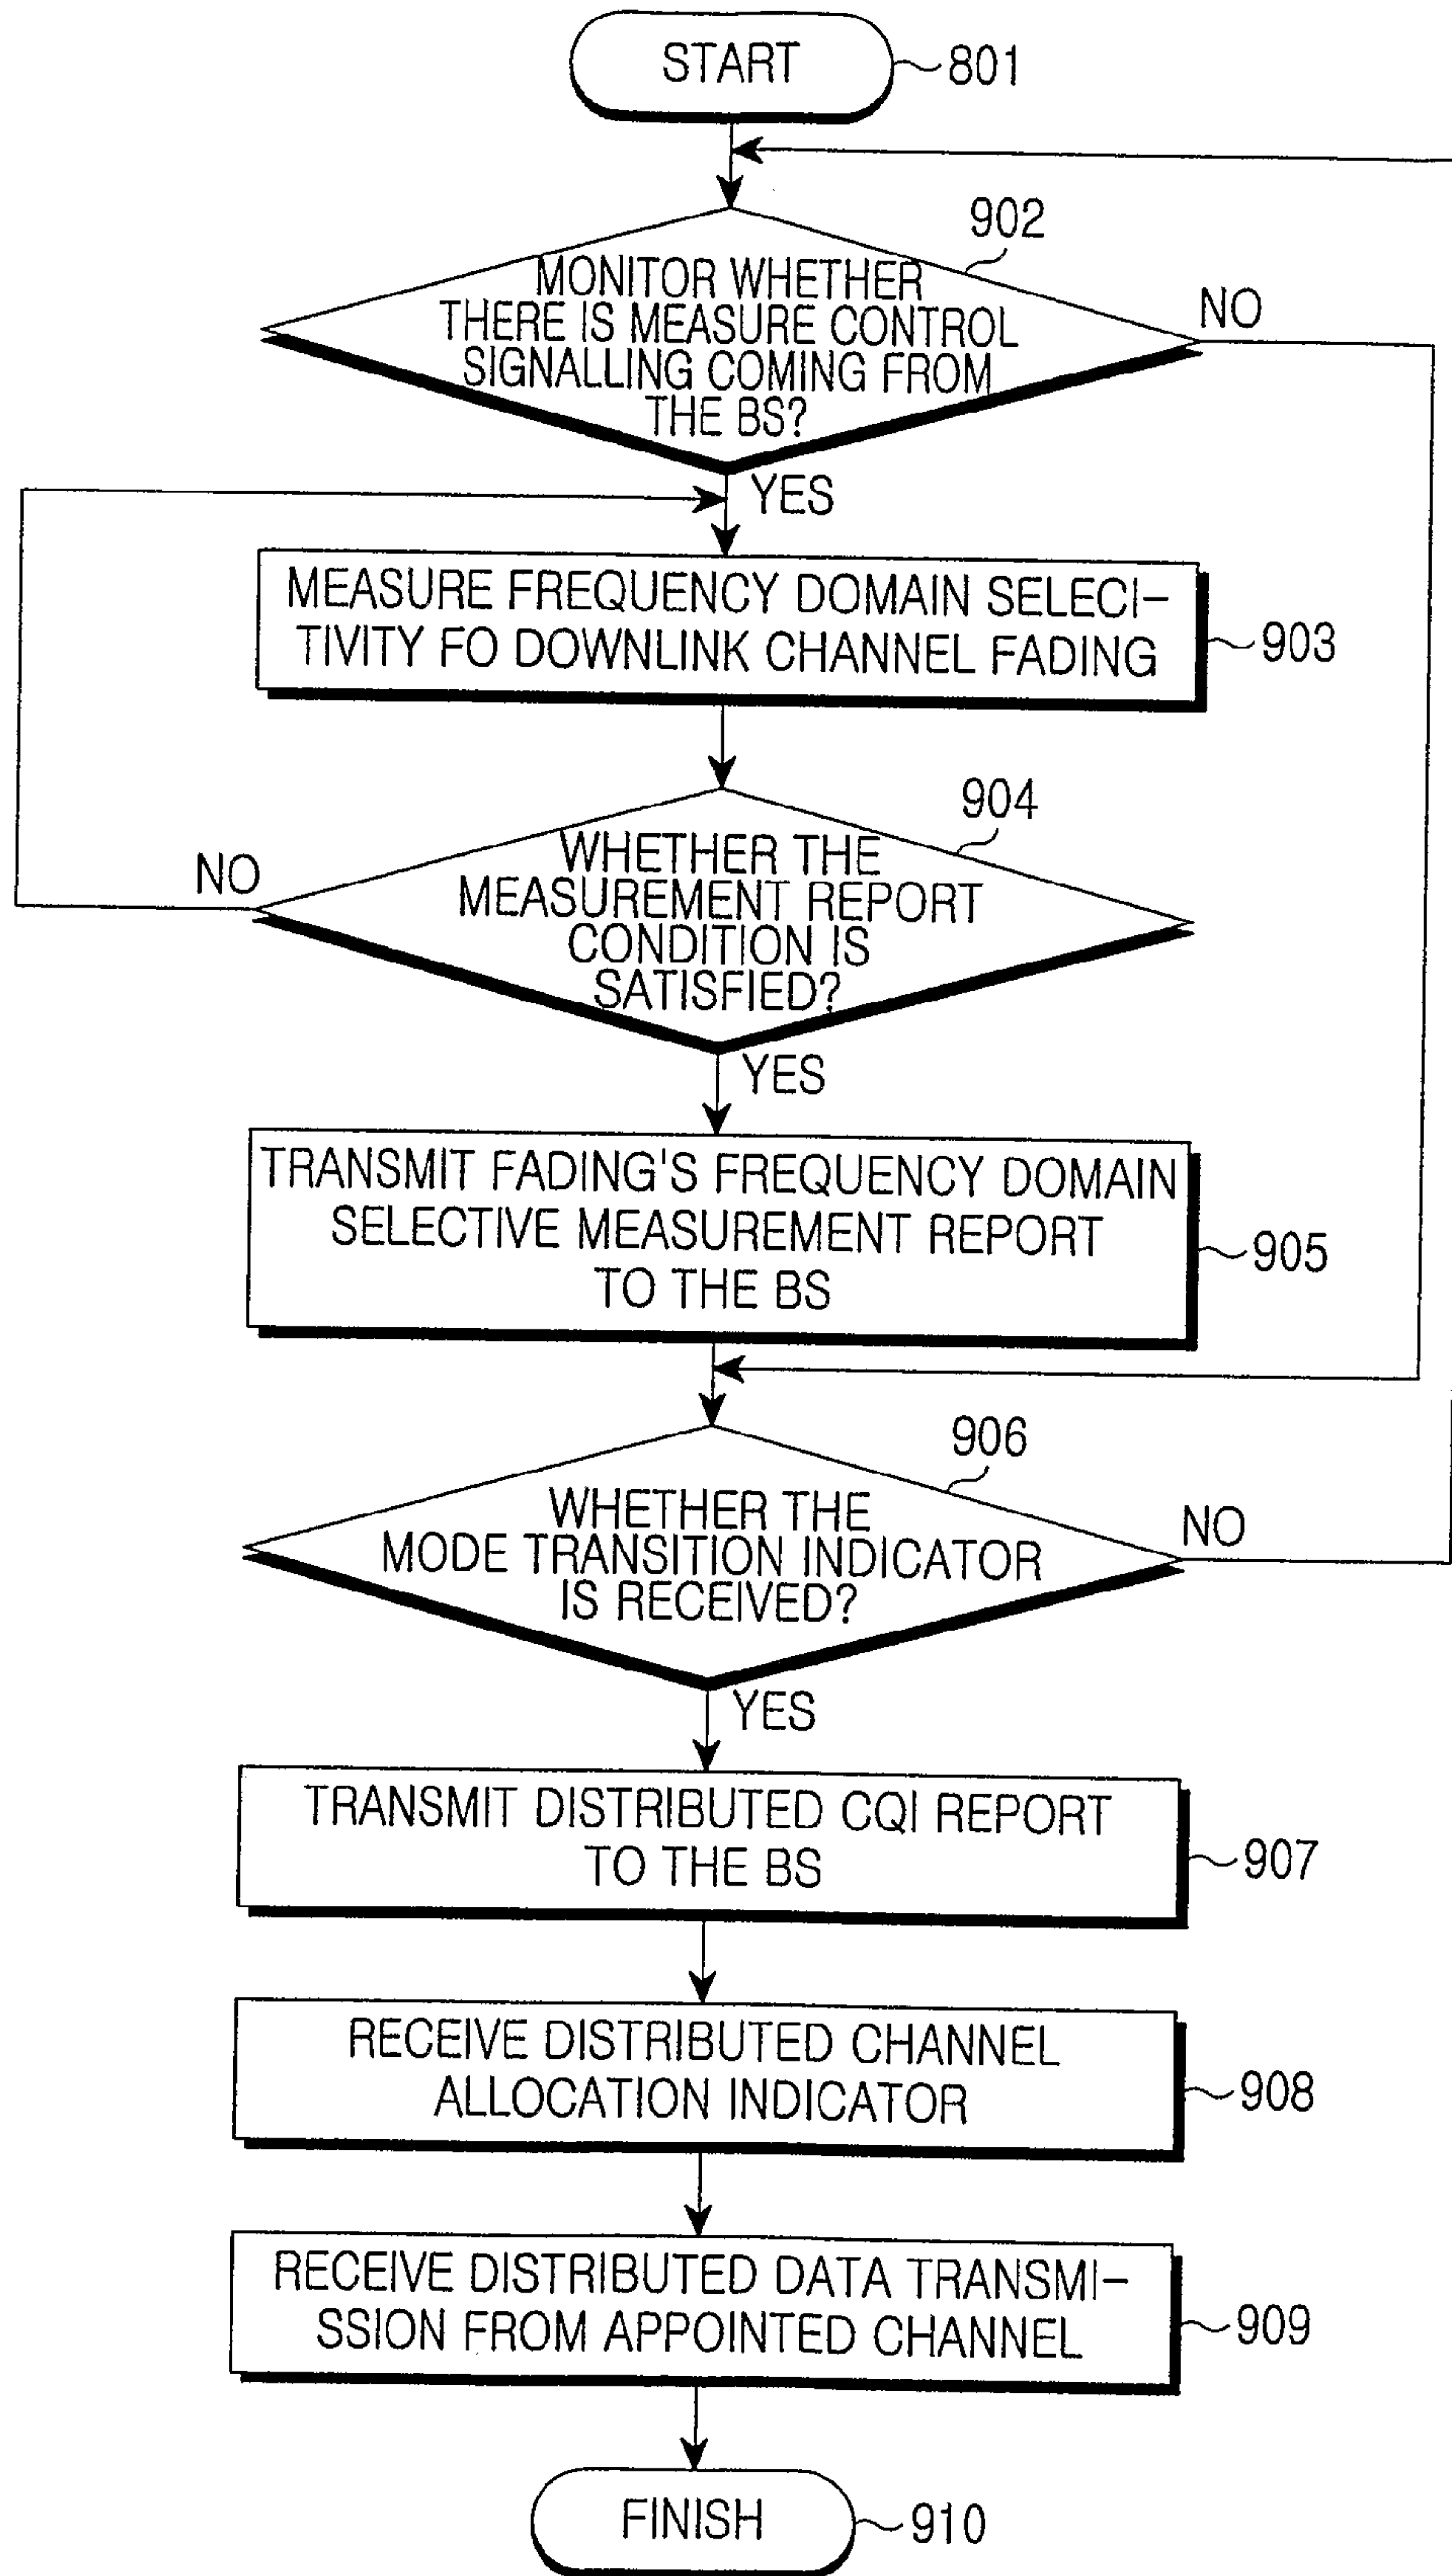 START
801
902
MONITOR WHETHER
THERE IS MEASURE CONTROL
SIGNALLING COMING FROM
THE BS?
NO
YES
MEASURE FREQUENCY DOMAIN SELECI-
TIVITY FO DOWNLINK CHANNEL FADING
903
904
WHETHER THE
MEASUREMENT REPORT
CONDITION IS
SATISFIED?
NO
YES
TRANSMIT FADING'S FREQUENCY DOMAIN
SELECTIVE MEASUREMENT REPORT
TO THE BS
905
906
WHETHER THE
MODE TRANSITION INDICATOR
IS RECEIVED?
NO
YES
TRANSMIT DISTRIBUTED CQI REPORT
TO THE BS
907
RECEIVE DISTRIBUTED CHANNEL
ALLOCATION INDICATOR
908
RECEIVE DISTRIBUTED DATA TRANSMI-
SSION FROM APPOINTED CHANNEL
909
FINISH
910